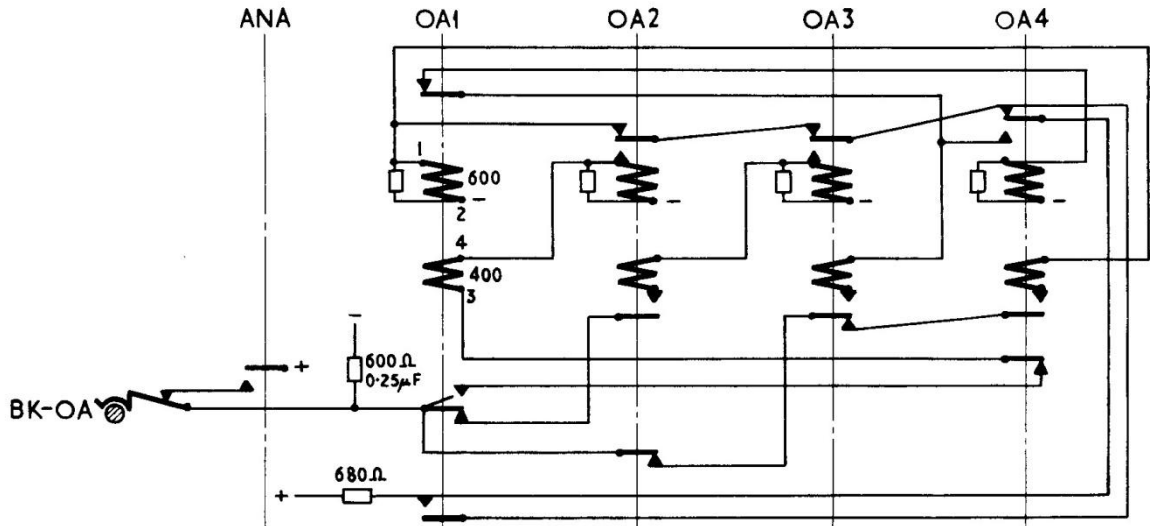 ANA OA1 OA2 OA3 OA4
1
600
2 − − − −
4
400
3
−
+ 600Ω
0·25μF
BK-OA
680Ω
+